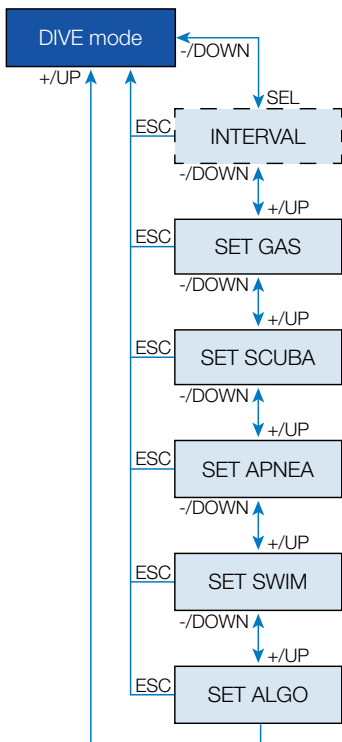 DIVE mode
-/DOWN
+/UP
SEL
ESC
INTERVAL
-/DOWN
+/UP
ESC
SET GAS
-/DOWN
+/UP
ESC
SET SCUBA
-/DOWN
+/UP
ESC
SET APNEA
-/DOWN
+/UP
ESC
SET SWIM
-/DOWN
+/UP
ESC
SET ALGO